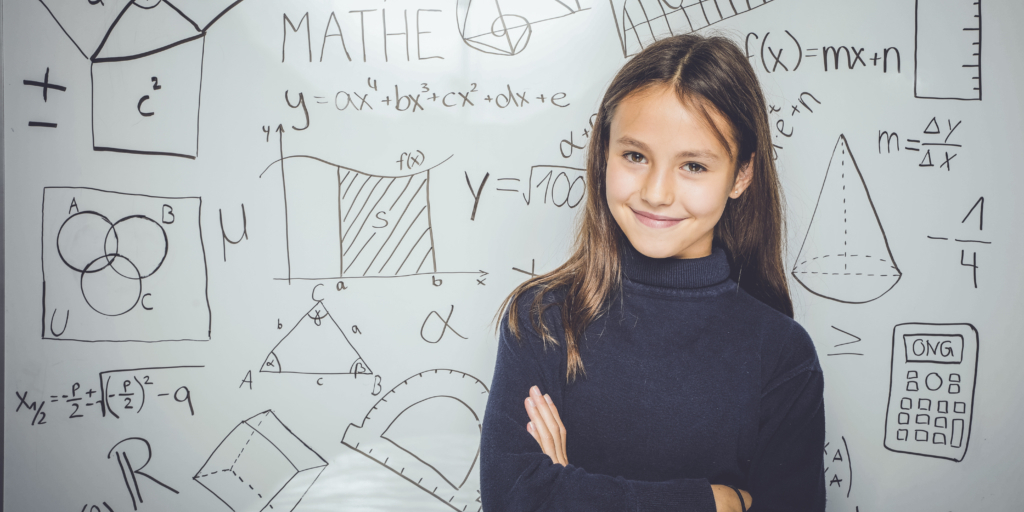 MATHE
f(x)=mx+n
c²
+
−
y=ax⁴+bx³+cx²+dx+e
y
f(x)
S
a
b
x
y=√100
m=Δy/Δx
A
B
C
U
μ
-1/4
C
b
a
α
β
A
c
B
α
≥
ONG
x₁/₂=-p/2±√(-p/2)²-q
ℝ